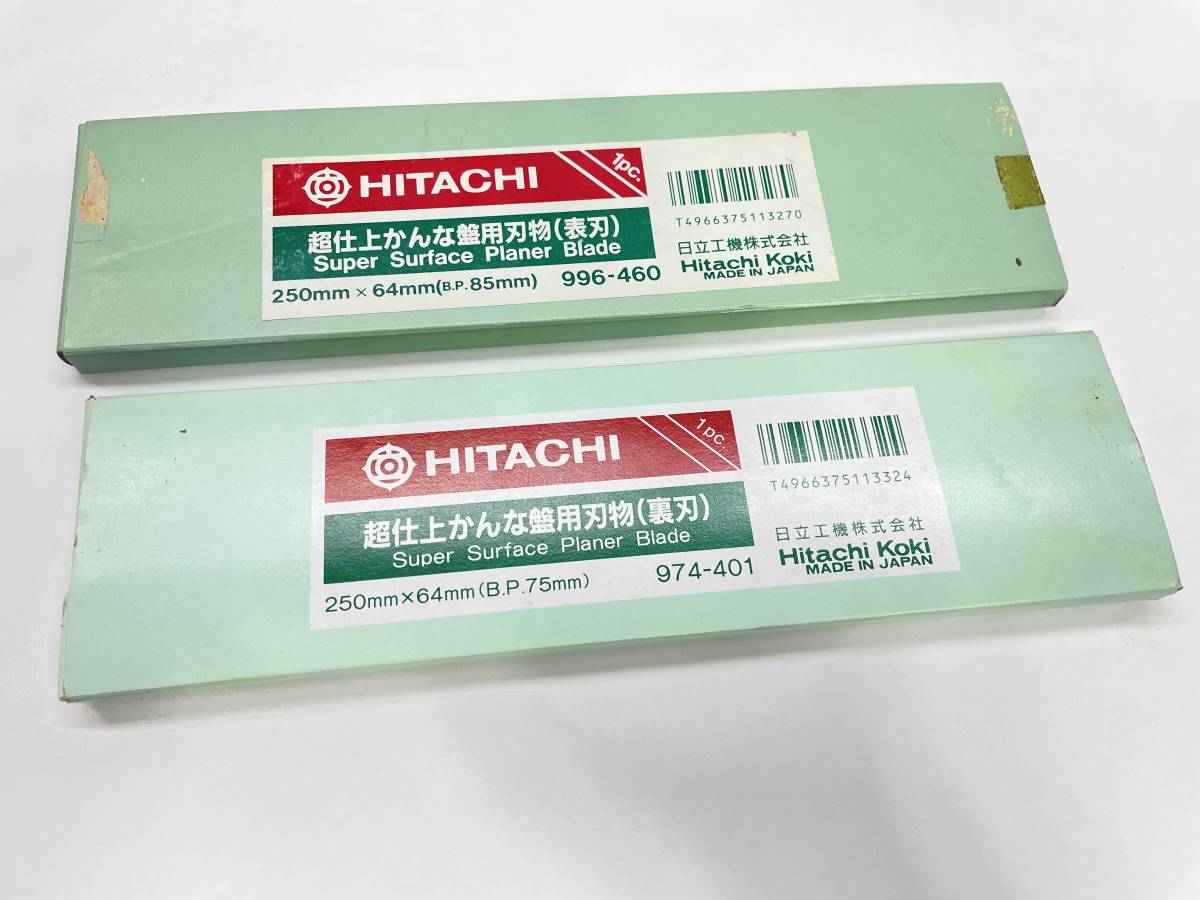 HITACHI
1pc.
超仕上かんな盤用刃物(表刃)
Super Surface Planer Blade
250mm×64mm(B.P.85mm) 996-460
T4966375113270
日立工機株式会社
Hitachi Koki
MADE IN JAPAN
HITACHI
1pc.
超仕上かんな盤用刃物(裏刃)
Super Surface Planer Blade
250mm×64mm(B.P.75mm) 974-401
T4966375113324
日立工機株式会社
Hitachi Koki
MADE IN JAPAN